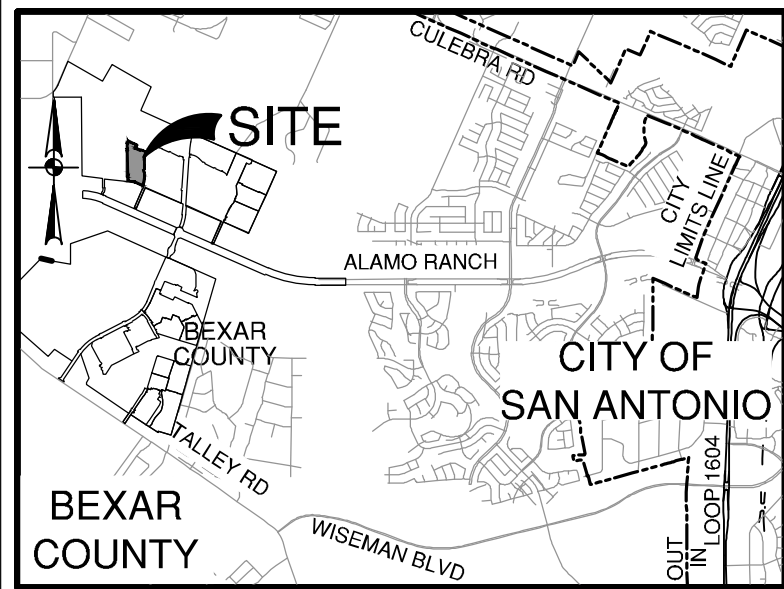 CULEBRA RD
SITE
CITY
LIMITS LINE
ALAMO RANCH
BEXAR
COUNTY
CITY OF
SAN ANTONIO
TALLEY RD
BEXAR
COUNTY
WISEMAN BLVD
OUT
IN
LOOP 1604